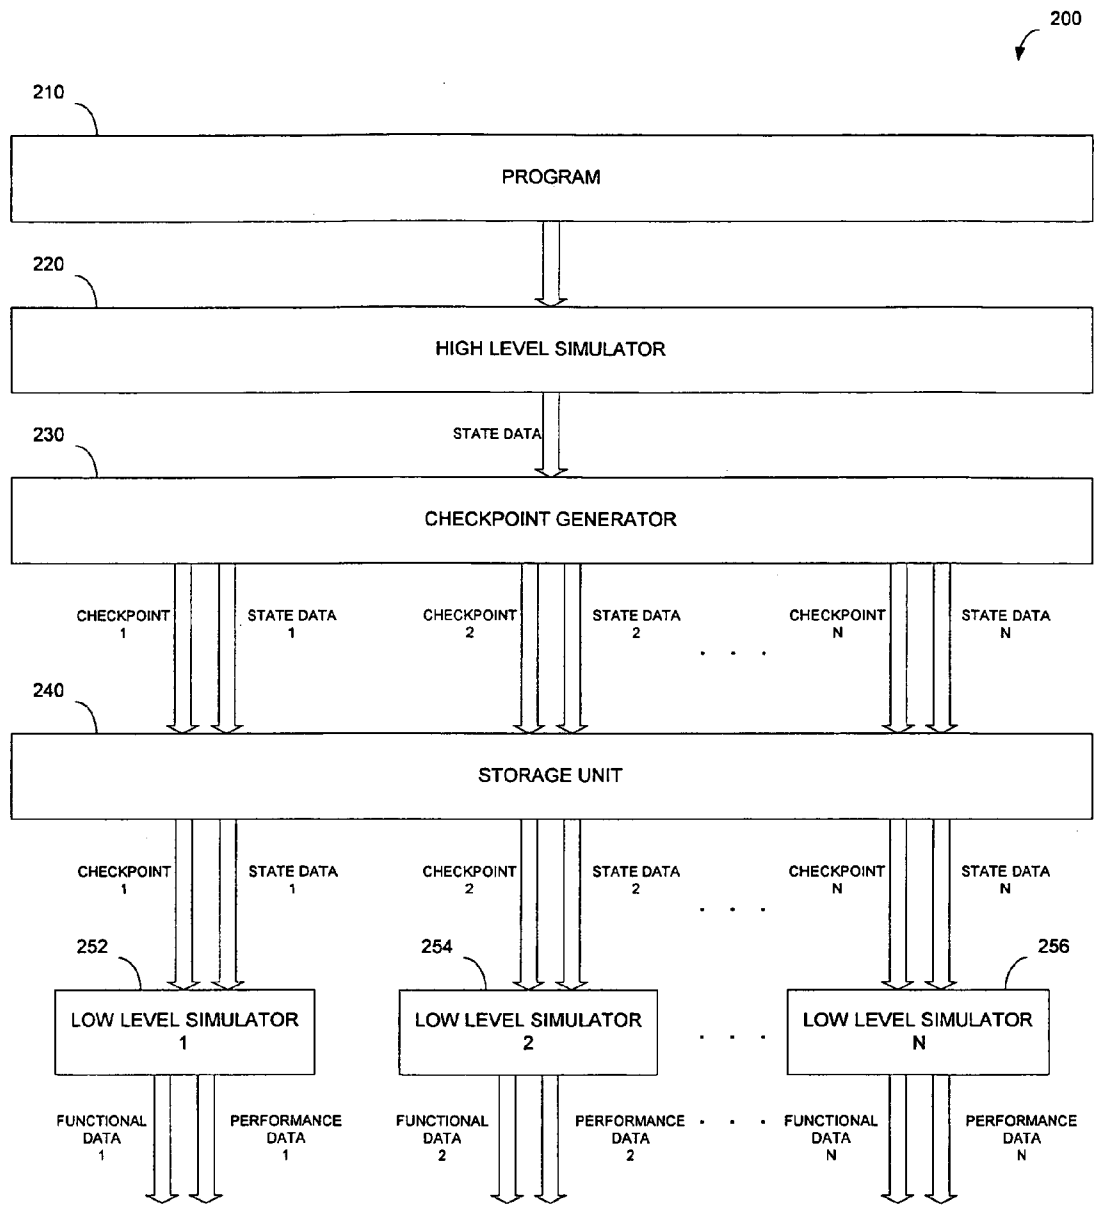 200
210
PROGRAM
220
HIGH LEVEL SIMULATOR
STATE DATA
230
CHECKPOINT GENERATOR
CHECKPOINT
1
STATE DATA
1
CHECKPOINT
2
STATE DATA
2
. . .
CHECKPOINT
N
STATE DATA
N
240
STORAGE UNIT
CHECKPOINT
1
STATE DATA
1
CHECKPOINT
2
STATE DATA
2
. . .
CHECKPOINT
N
STATE DATA
N
252
LOW LEVEL SIMULATOR
1
254
LOW LEVEL SIMULATOR
2
. . .
256
LOW LEVEL SIMULATOR
N
FUNCTIONAL
DATA
1
PERFORMANCE
DATA
1
FUNCTIONAL
DATA
2
PERFORMANCE
DATA
2
. . .
FUNCTIONAL
DATA
N
PERFORMANCE
DATA
N